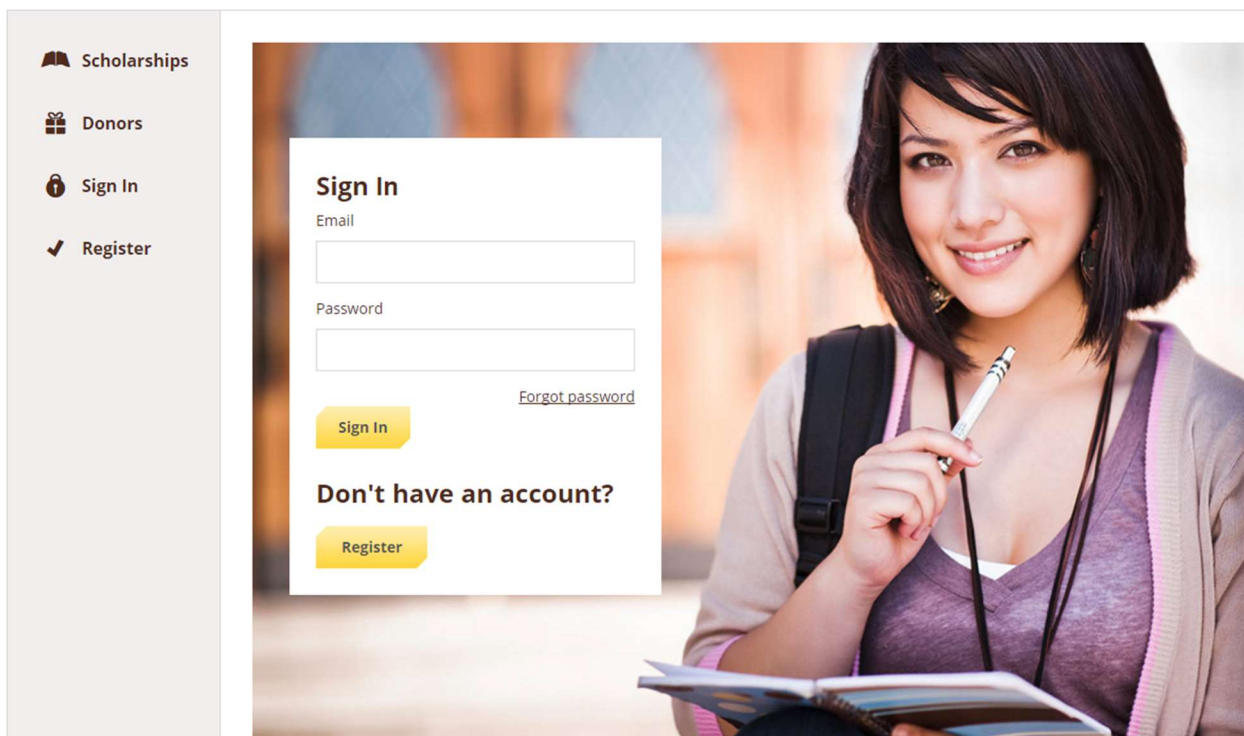 Scholarships
Donors
Sign In
Register
Sign In
Email
Password
Forgot password
Sign In
Don't have an account?
Register